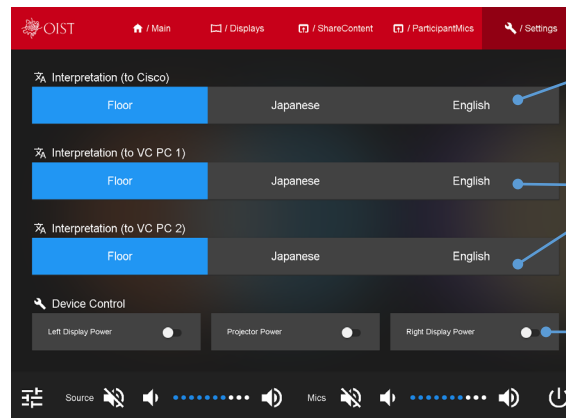 OIST
/ Main
/ Displays
/ ShareContent
/ ParticipantMics
/ Settings
Interpretation (to Cisco)
Floor
Japanese
English
Interpretation (to VC PC 1)
Floor
Japanese
English
Interpretation (to VC PC 2)
Floor
Japanese
English
Device Control
Left Display Power
Projector Power
Right Display Power
Source
Mics